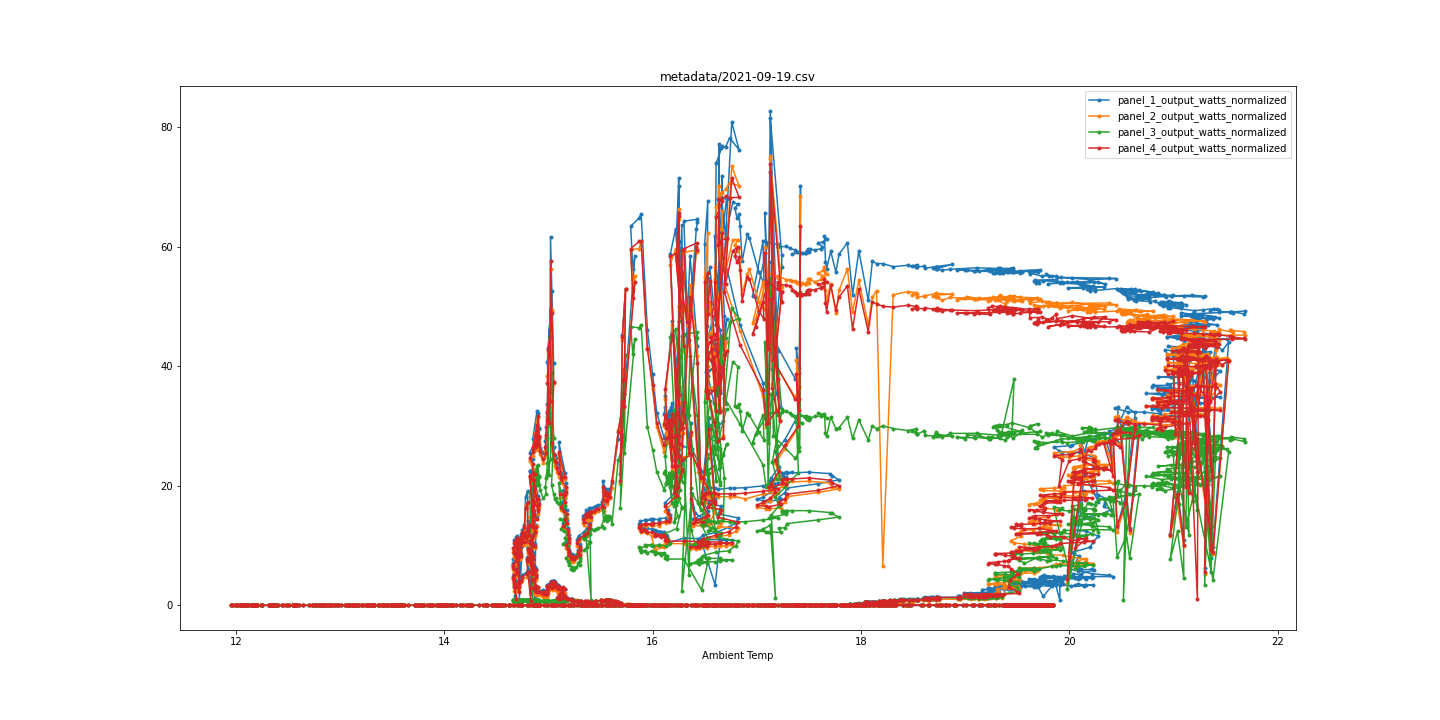 metadata/2021-09-19.csv
panel_1_output_watts_normalized
panel_2_output_watts_normalized
panel_3_output_watts_normalized
panel_4_output_watts_normalized
80
60
40
20
0
12 14 16 18 20 22
Ambient Temp